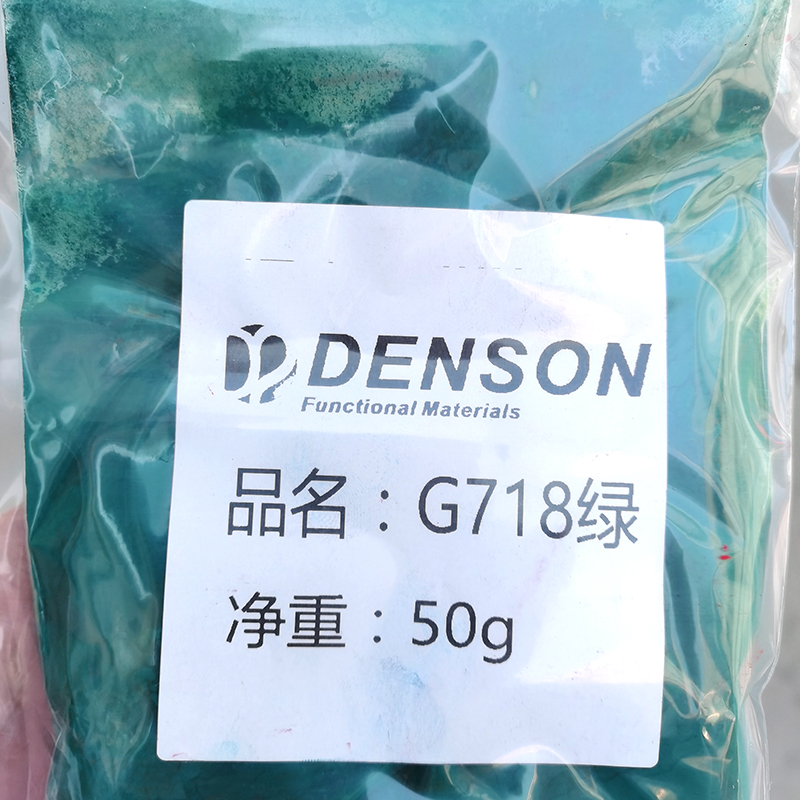 DENSON
Functional Materials
品名：G718绿
净重：50g